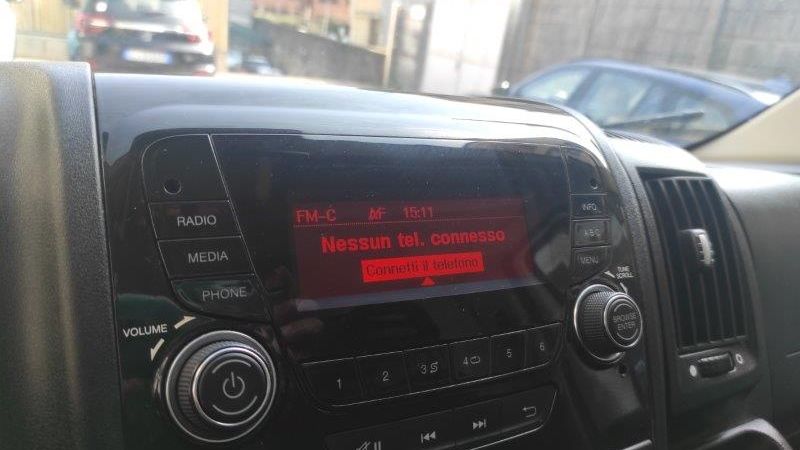 FM-C AF 15:11
Nessun tel. connesso
Connetti il telefono
RADIO
MEDIA
PHONE
VOLUME
INFO
A-B-C
MENU
TUNE
SCROLL
BROWSE
ENTER
1 2 3 4 5 6